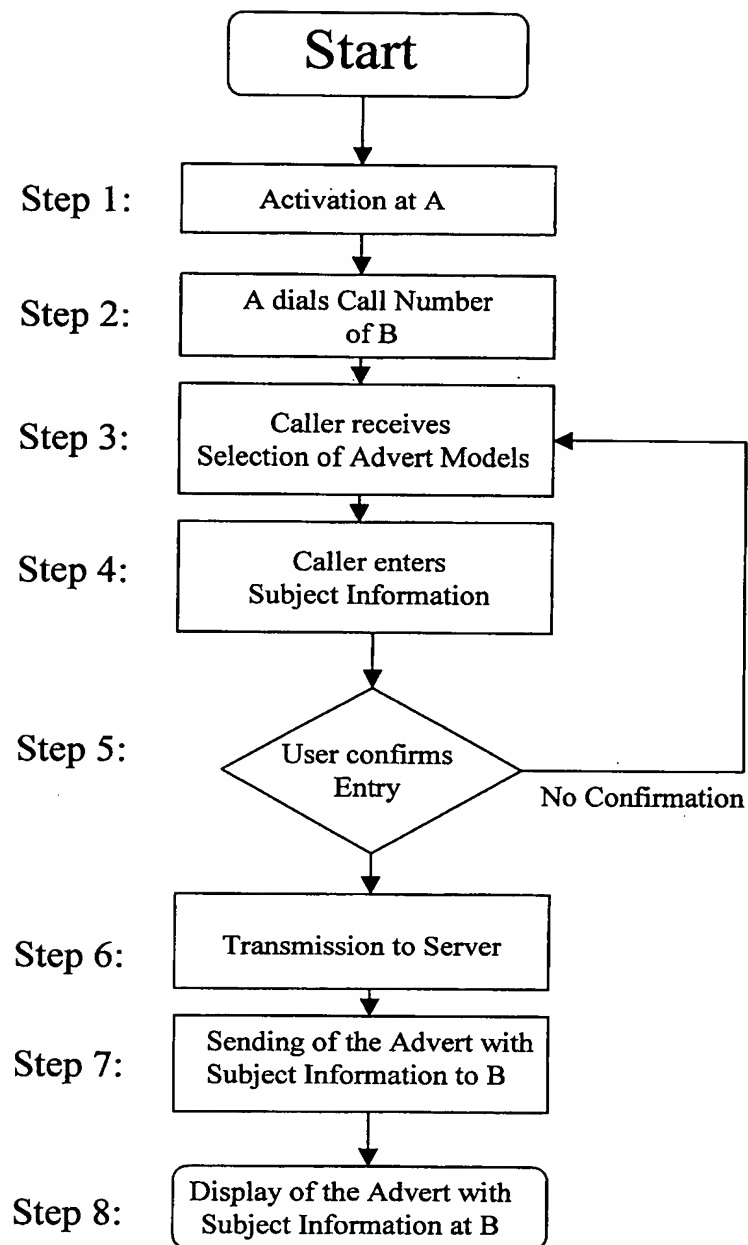 Start
Step 1:
Activation at A
Step 2:
A dials Call Number
of B
Step 3:
Caller receives
Selection of Advert Models
Step 4:
Caller enters
Subject Information
Step 5:
User confirms
Entry
No Confirmation
Step 6:
Transmission to Server
Step 7:
Sending of the Advert with
Subject Information to B
Step 8:
Display of the Advert with
Subject Information at B